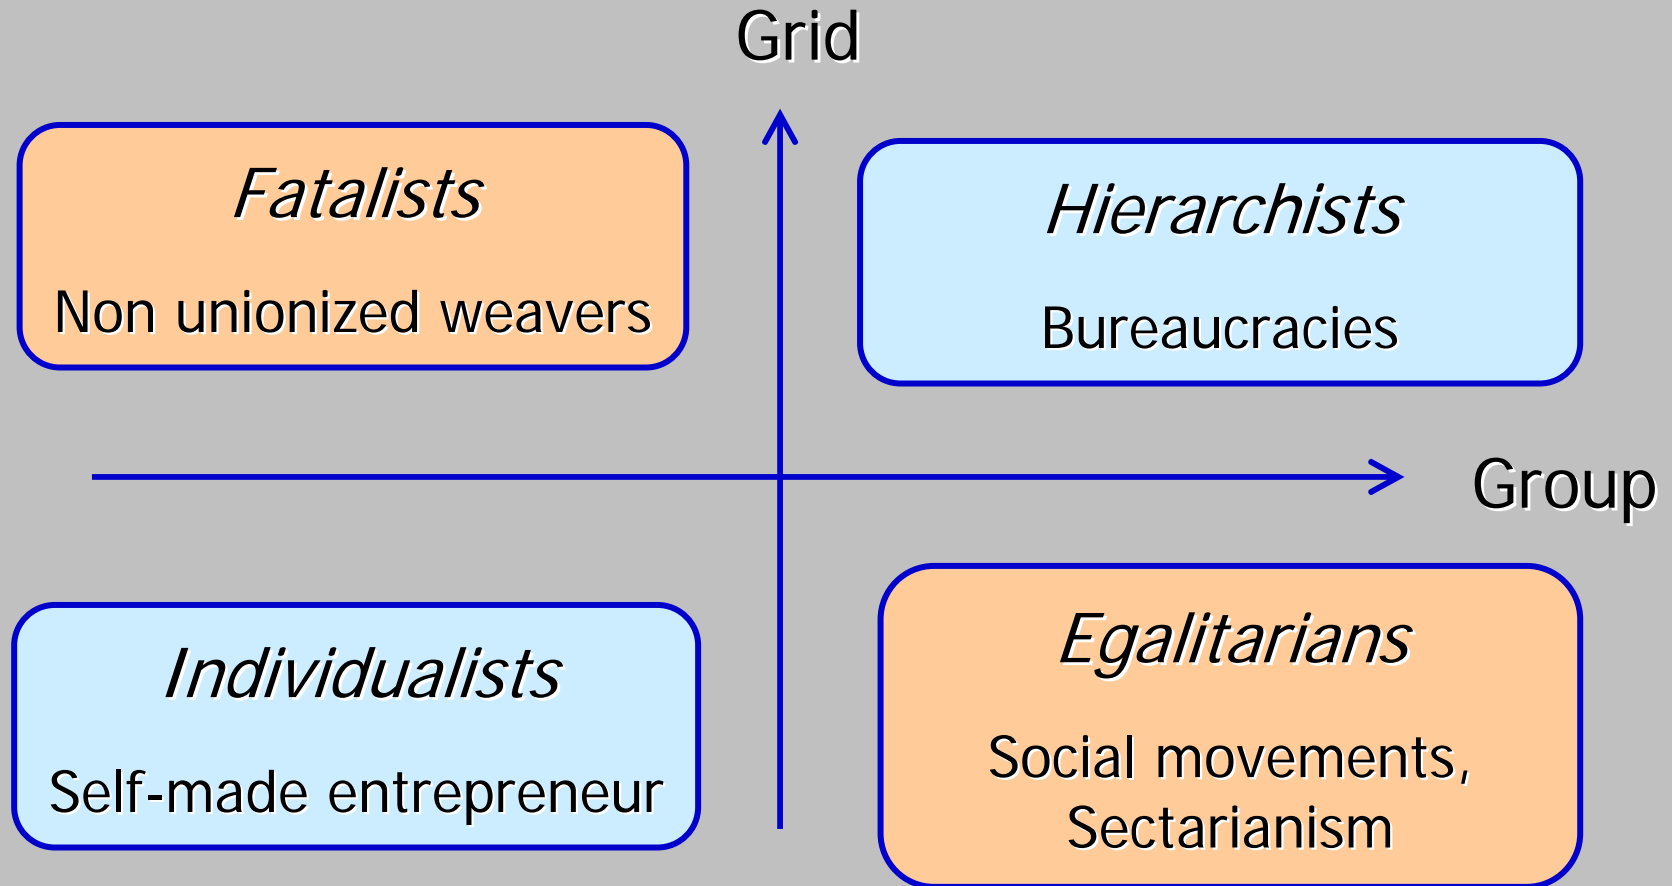 Grid
Fatalists
Non unionized weavers
Hierarchists
Bureaucracies
Group
Individualists
Self-made entrepreneur
Egalitarians
Social movements,
Sectarianism